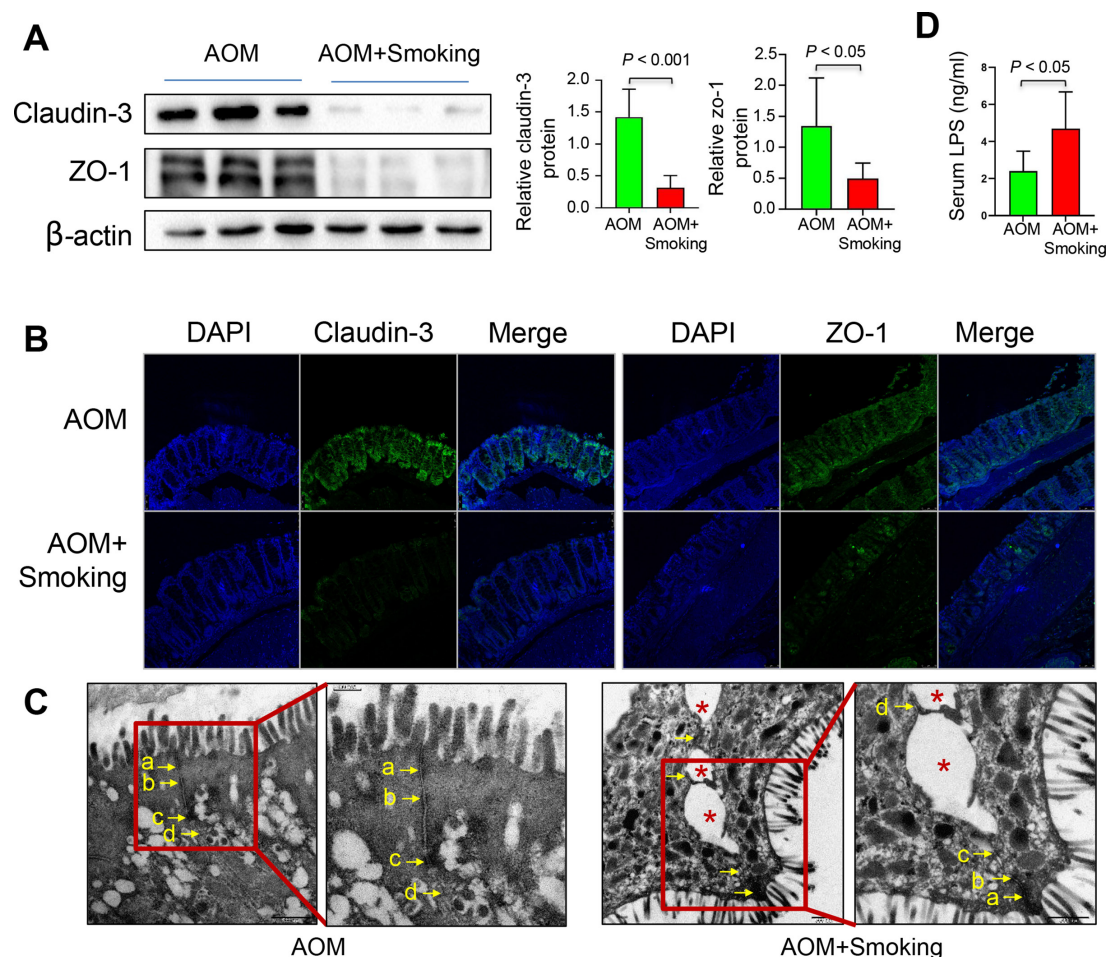 A
AOM
AOM+Smoking
Claudin-3
ZO-1
β-actin
Relative claudin-3
protein
P < 0.001
2.0
1.5
1.0
0.5
0.0
AOM
AOM+
Smoking
Relative zo-1
protein
P < 0.05
2.5
2.0
1.5
1.0
0.5
0.0
AOM
AOM+
Smoking
D
Serum LPS (ng/ml)
P < 0.05
8
6
4
2
0
AOM
AOM+
Smoking
B
DAPI
Claudin-3
Merge
DAPI
ZO-1
Merge
AOM
AOM+
Smoking
C
a
b
c
d
a
b
c
d
*
*
*
d
*
*
c
b
a
AOM
AOM+Smoking